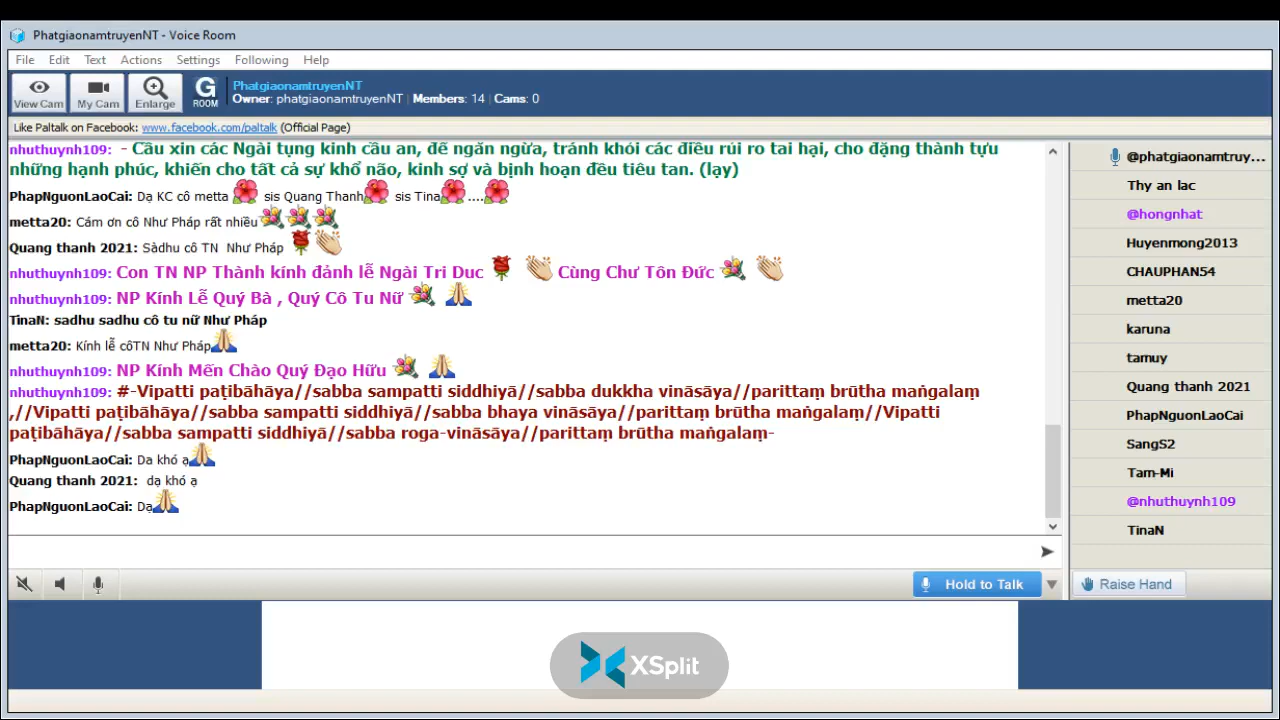 PhatgiaonamtruyenNT - Voice Room
File Edit Text Actions Settings Following Help
View Cam My Cam Enlarge G ROOM PhatgiaonamtruyenNT
Owner: phatgiaonamtruyenNT | Members: 14 | Cams: 0
Like Paltalk on Facebook: www.facebook.com/paltalk (Official Page)
nhuthuynh109: - Cầu xin các Ngài tụng kinh cầu an, để ngăn ngừa, tránh khỏi các điều rủi ro tai hại, cho đặng thành tựu
những hạnh phúc, khiến cho tất cả sự khổ não, kinh sợ và bịnh hoạn đều tiêu tan. (lạy)
PhapNguonLaoCai: Dạ KC cô metta sis Quang Thanh sis Tina ....
metta20: Cám ơn cô Như Pháp rất nhiều
Quang thanh 2021: Sàdhu cô TN Như Pháp
nhuthuynh109: Con TN NP Thành kính đảnh lễ Ngài Tri Duc Cùng Chư Tôn Đức
nhuthuynh109: NP Kính Lễ Quý Bà , Quý Cô Tu Nữ
TinaN: sadhu sadhu cô tu nữ Như Pháp
metta20: Kính lễ côTN Như Pháp
nhuthuynh109: NP Kính Mến Chào Quý Đạo Hữu
nhuthuynh109: #-Vipatti paṭibāhāya//sabba sampatti siddhiyā//sabba dukkha vināsāya//parittaṃ brūtha maṅgalaṃ
,//Vipatti paṭibāhāya//sabba sampatti siddhiyā//sabba bhaya vināsāya//parittaṃ brūtha maṅgalaṃ//Vipatti
paṭibāhāya//sabba sampatti siddhiyā//sabba roga-vināsāya//parittaṃ brūtha maṅgalaṃ-
PhapNguonLaoCai: Da khó ạ
Quang thanh 2021: dạ khó ạ
PhapNguonLaoCai: Dạ
@phatgiaonamtruy...
Thy an lac
@hongnhat
Huyenmong2013
CHAUPHAN54
metta20
karuna
tamuy
Quang thanh 2021
PhapNguonLaoCai
SangS2
Tam-Mi
@nhuthuynh109
TinaN
Hold to Talk
Raise Hand
XSplit